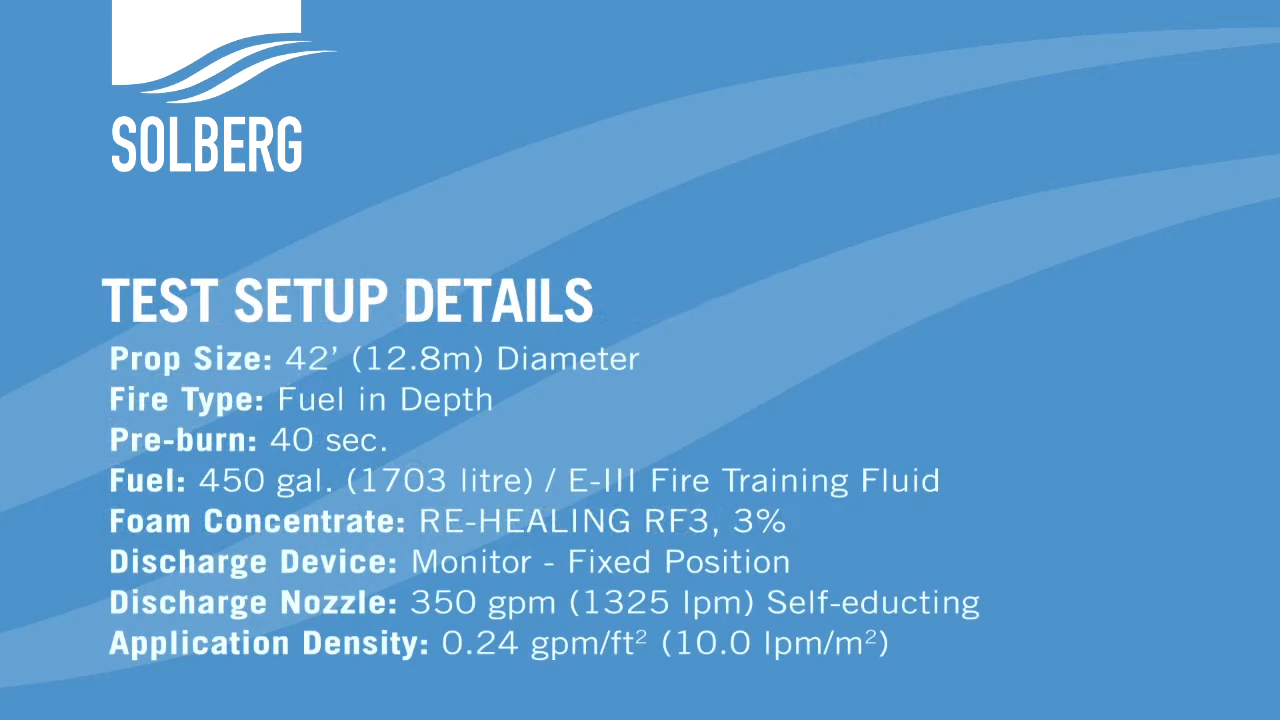 SOLBERG
TEST SETUP DETAILS
Prop Size: 42’ (12.8m) Diameter
Fire Type: Fuel in Depth
Pre-burn: 40 sec.
Fuel: 450 gal. (1703 litre) / E-III Fire Training Fluid
Foam Concentrate: RE-HEALING RF3, 3%
Discharge Device: Monitor - Fixed Position
Discharge Nozzle: 350 gpm (1325 lpm) Self-educting
Application Density: 0.24 gpm/ft² (10.0 lpm/m²)